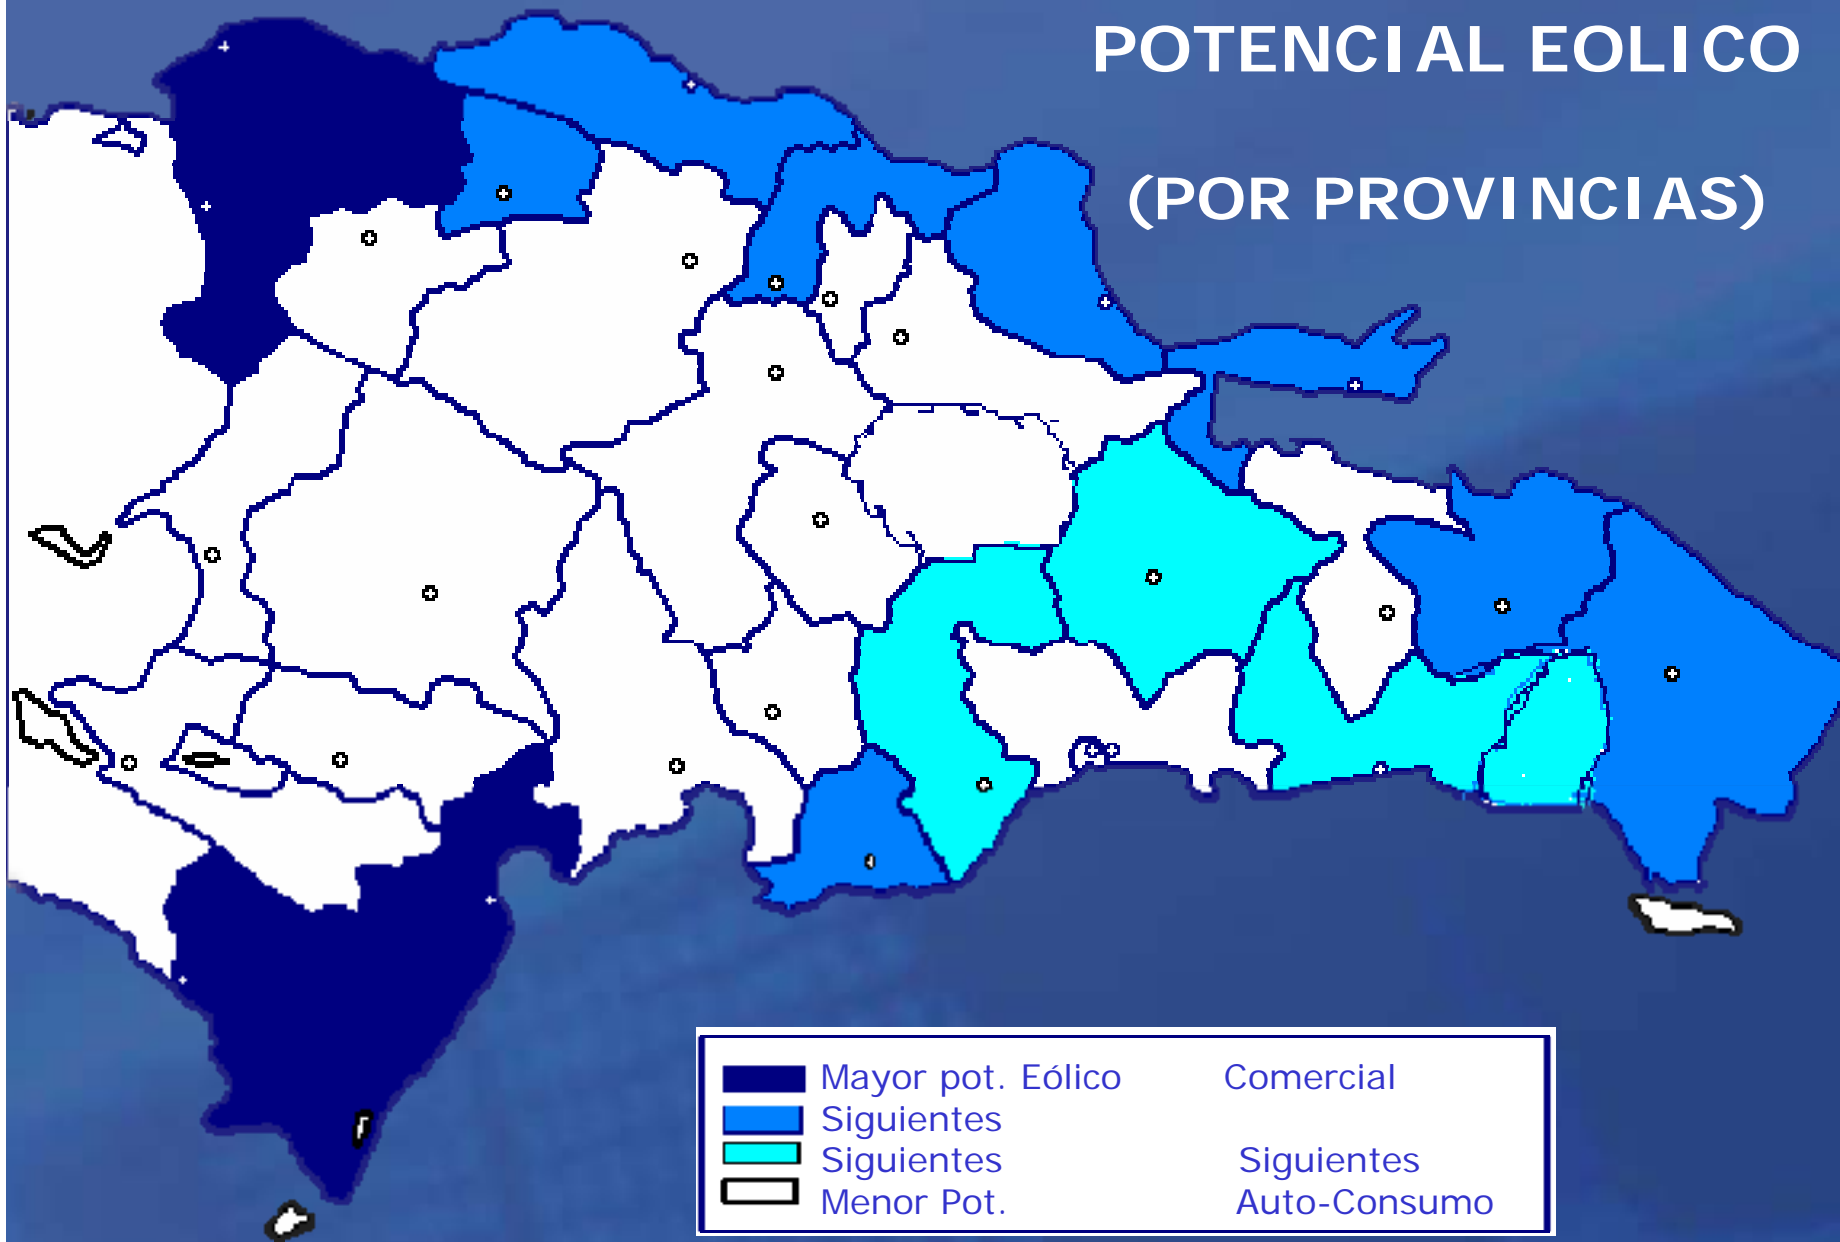 POTENCIAL EOLICO
(POR PROVINCIAS)
Mayor pot. Eólico Comercial
Siguientes
Siguientes Siguientes
Menor Pot. Auto-Consumo